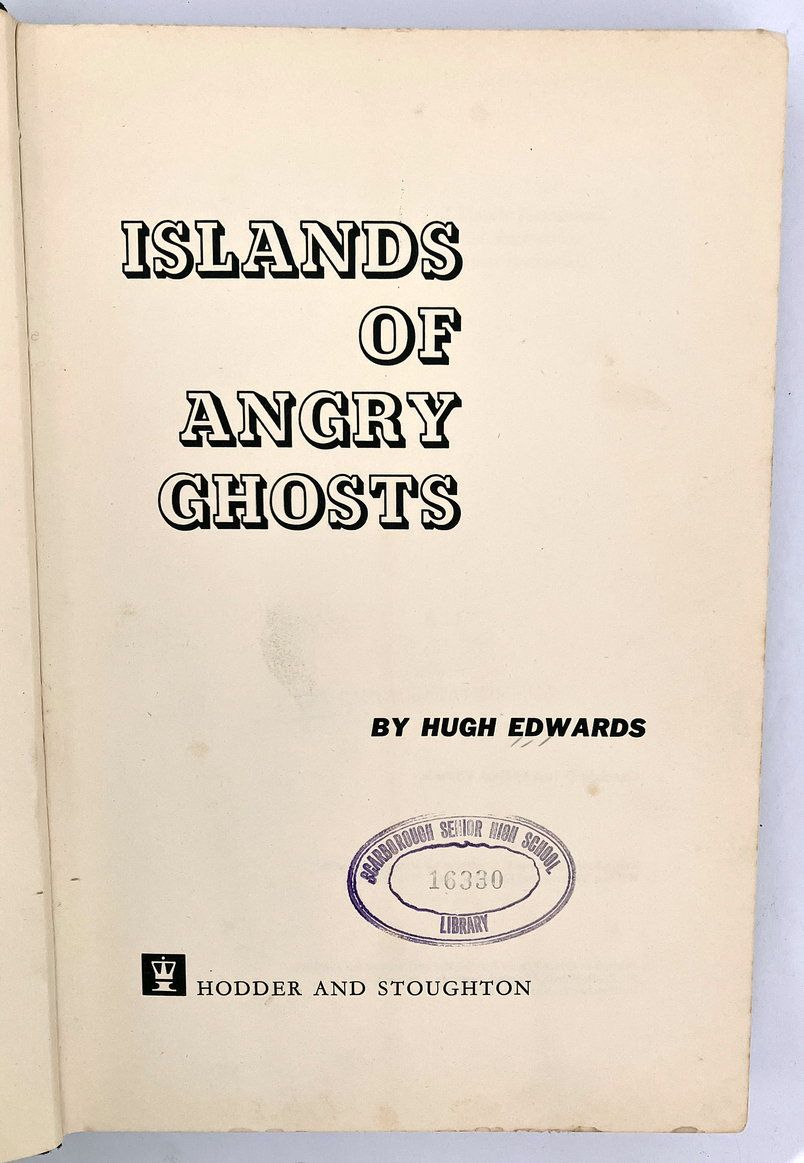 ISLANDS
OF
ANGRY
GHOSTS
BY HUGH EDWARDS
SCARBOROUGH SENIOR HIGH SCHOOL
16330
LIBRARY
HODDER AND STOUGHTON